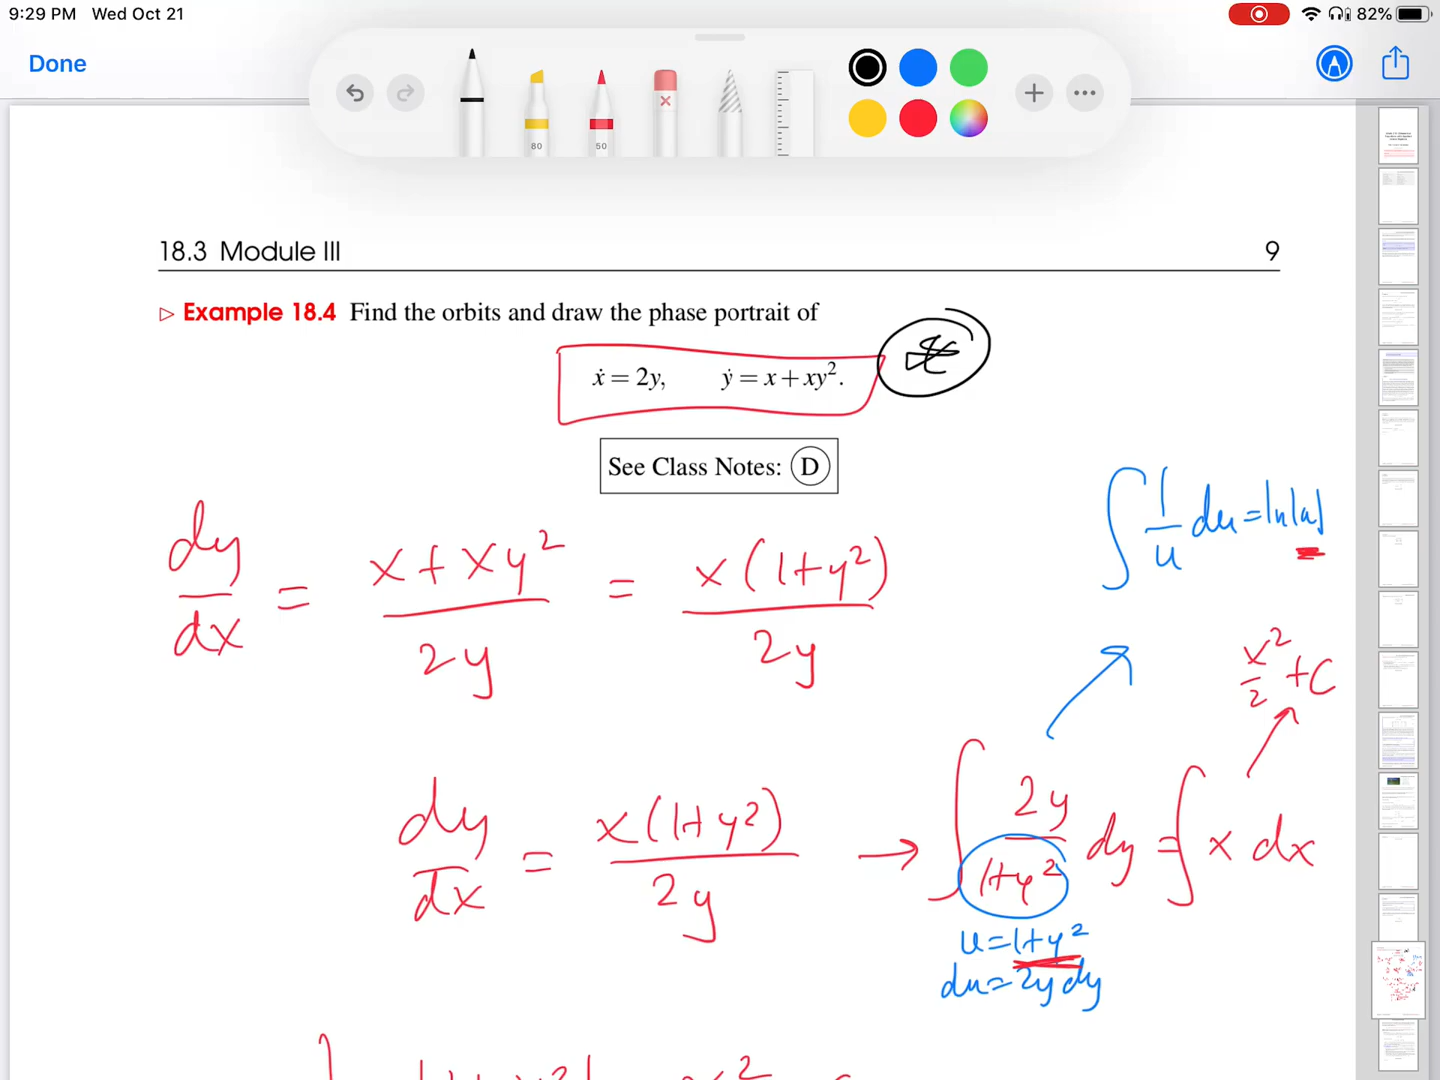 9:29 PM Wed Oct 21 82%
Done
80 50
18.3 Module III 9
▷ Example 18.4 Find the orbits and draw the phase portrait of
ẋ = 2y, ẏ = x + xy².
See Class Notes: D
∫ 1/u du = ln|u|
dy/dx = (x + xy²)/2y = x(1+y²)/2y
x²/2 + C
dy/dx = x(1+y²)/2y → ∫ 2y/(1+y²) dy = ∫ x dx
u = 1+y²
du = 2y dy